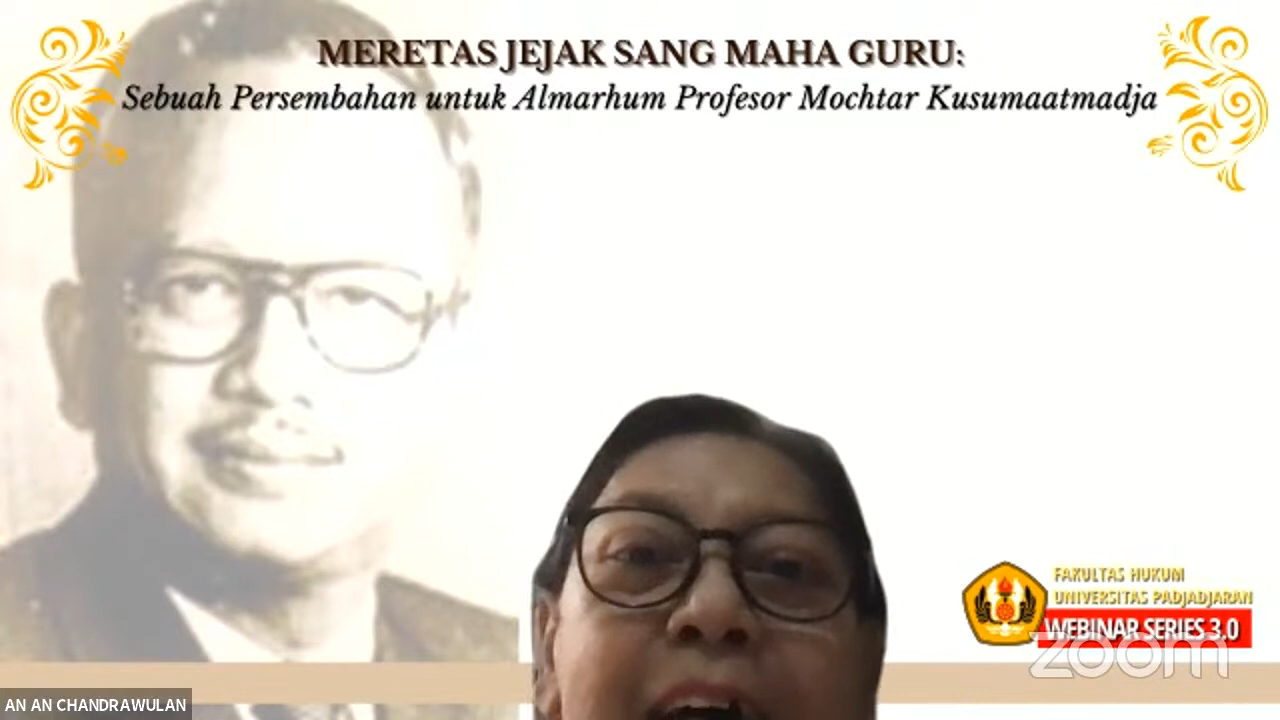 MERETAS JEJAK SANG MAHA GURU:
Sebuah Persembahan untuk Almarhum Profesor Mochtar Kusumaatmadja
FAKULTAS HUKUM
UNIVERSITAS PADJADJARAN
WEBINAR SERIES 3.0
zoom
AN AN CHANDRAWULAN